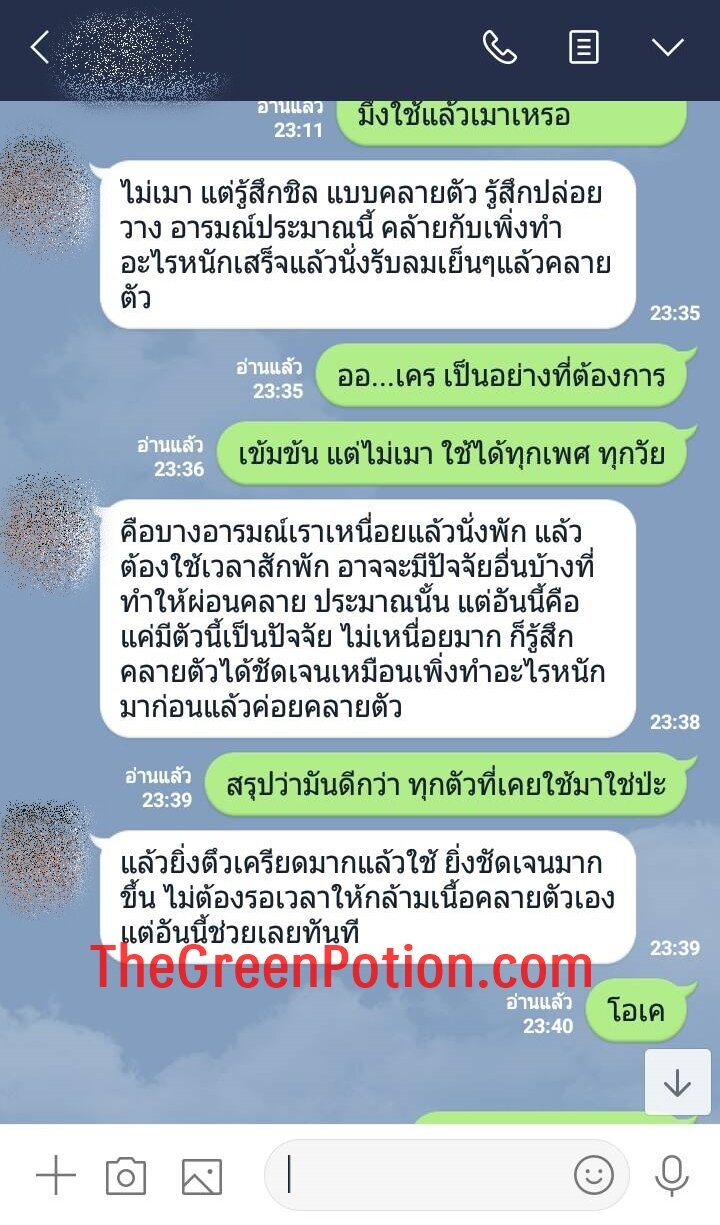 อ่านแล้ว
23:11
มึงใช้แล้วเมาเหรอ
ไม่เมา แต่รู้สึกชิล แบบคลายตัว รู้สึกปล่อย
วาง อารมณ์ประมาณนี้ คล้ายกับเพิ่งทำ
อะไรหนักเสร็จแล้วนั่งรับลมเย็นๆแล้วคลาย
ตัว
23:35
อ่านแล้ว
23:35
ออ...เคร เป็นอย่างที่ต้องการ
อ่านแล้ว
23:36
เข้มข้น แต่ไม่เมา ใช้ได้ทุกเพศ ทุกวัย
คือบางอารมณ์เราเหนื่อยแล้วนั่งพัก แล้ว
ต้องใช้เวลาสักพัก อาจจะมีปัจจัยอื่นบ้างที่
ทำให้ผ่อนคลาย ประมาณนั้น แต่อันนี้คือ
แค่มีตัวนี้เป็นปัจจัย ไม่เหนื่อยมาก ก็รู้สึก
คลายตัวได้ชัดเจนเหมือนเพิ่งทำอะไรหนัก
มาก่อนแล้วค่อยคลายตัว
23:38
อ่านแล้ว
23:39
สรุปว่ามันดีกว่า ทุกตัวที่เคยใช้มาใช่ป่ะ
แล้วยิ่งตึวเครียดมากแล้วใช้ ยิ่งชัดเจนมาก
ขึ้น ไม่ต้องรอเวลาให้กล้ามเนื้อคลายตัวเอง
แต่อันนี้ช่วยเลยทันที
23:39
TheGreenPotion.com
อ่านแล้ว
23:40
โอเค